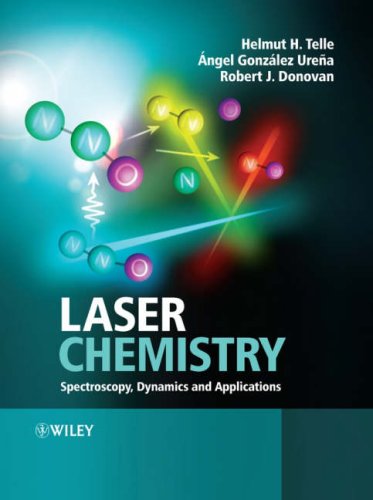 Helmut H. Telle
Ángel González Ureña
Robert J. Donovan
N N
N N O
N O
N
N N O
LASER
CHEMISTRY
Spectroscopy, Dynamics and Applications
WILEY